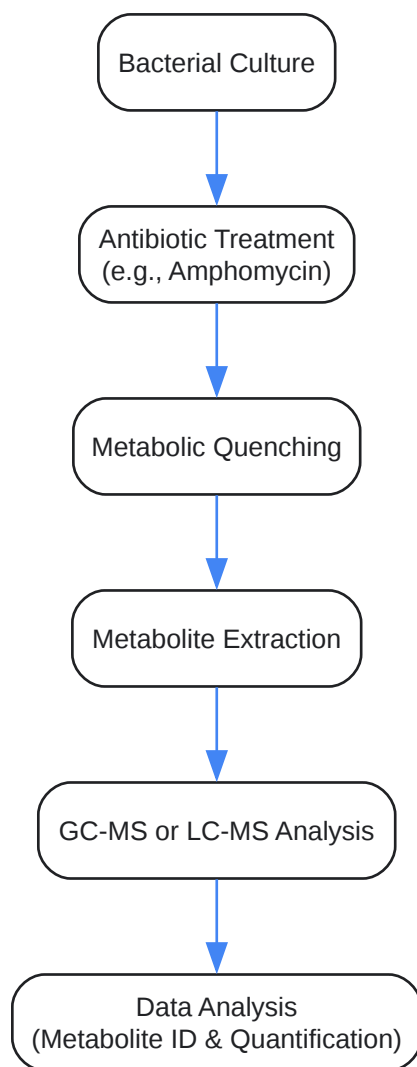 Bacterial Culture
Antibiotic Treatment
(e.g., Amphomycin)
Metabolic Quenching
Metabolite Extraction
GC-MS or LC-MS Analysis
Data Analysis
(Metabolite ID & Quantification)